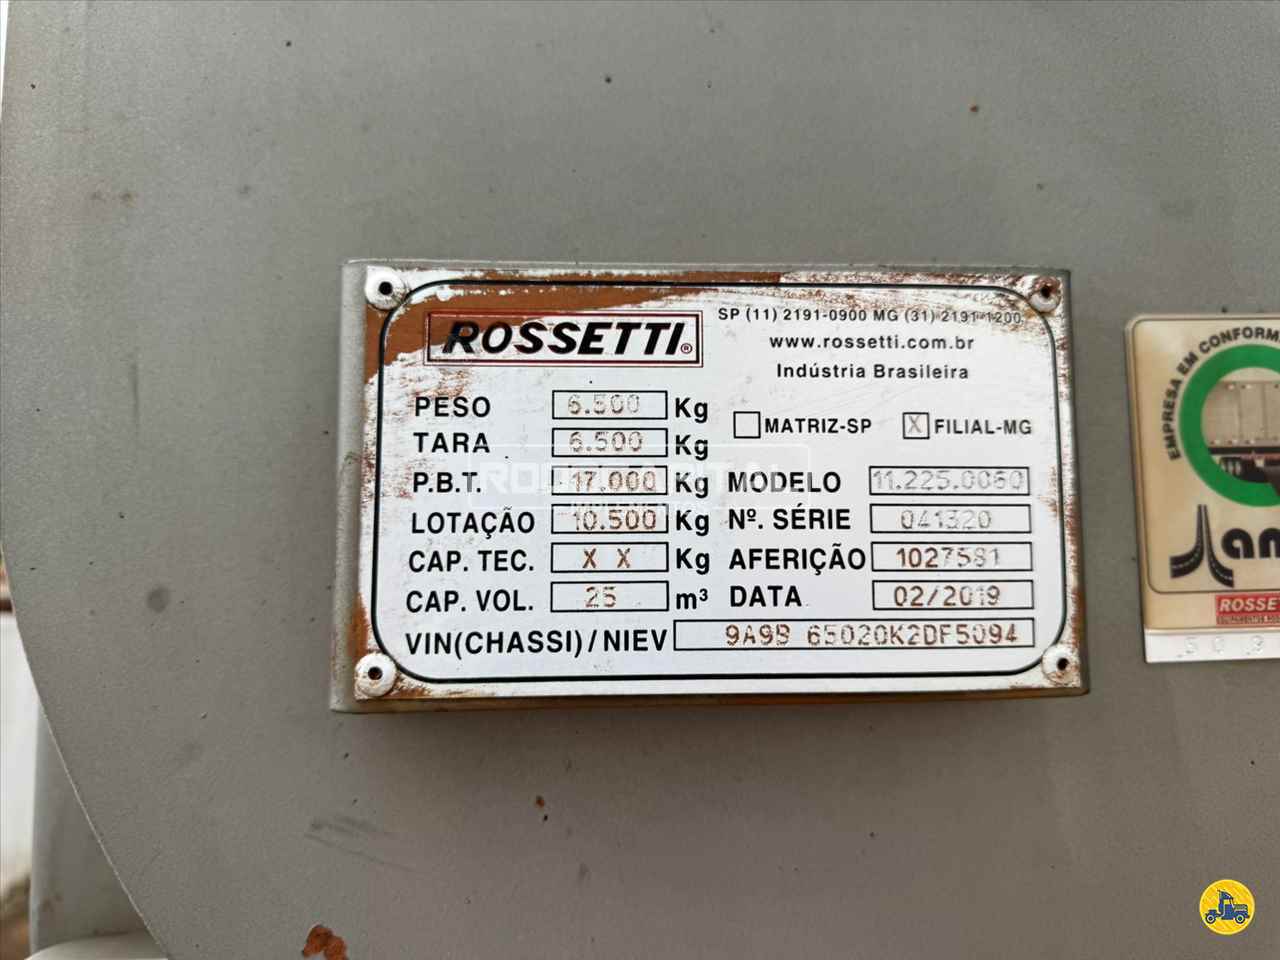 ROSSETTI®
SP (11) 2191-0900 MG (31) 2191-1200
www.rossetti.com.br
Indústria Brasileira
PESO 6.500 Kg
MATRIZ-SP X FILIAL-MG
TARA 6.500 Kg
P.B.T. 17.000 Kg
MODELO 11.225.0060
LOTAÇÃO 10.500 Kg
Nº. SÉRIE 041320
CAP. TEC. X X Kg
AFERIÇÃO 1027581
CAP. VOL. 25 m³
DATA 02/2019
VIN(CHASSI)/NIEV 9A9B 65020K2DF5094
EMPRESA EM
ROSSE